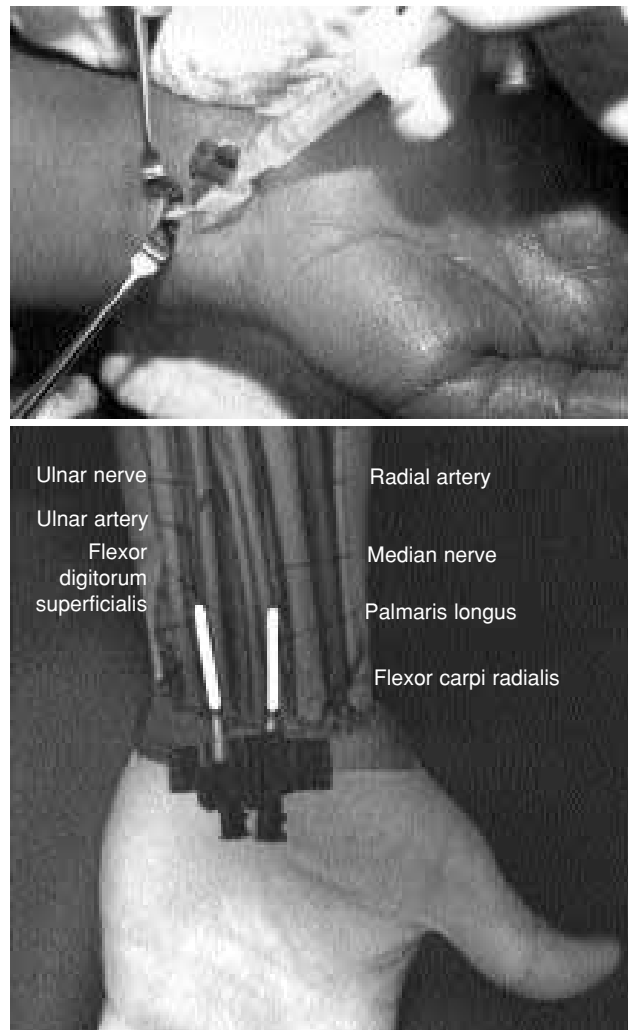 Ulnar nerve
Ulnar artery
Flexor
digitorum
superficialis
Radial artery
Median nerve
Palmaris longus
Flexor carpi radialis